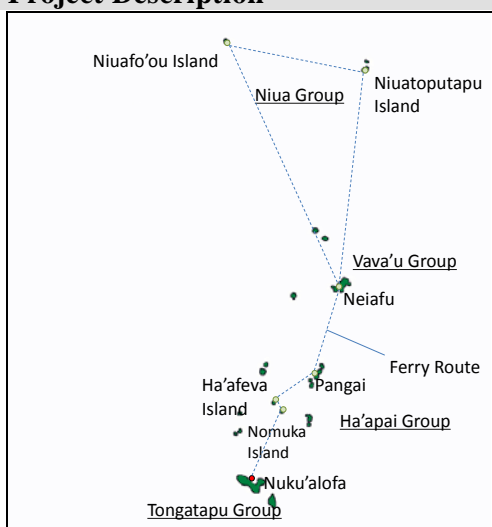 Project Description
Niuafo'ou Island
Niuatoputapu
Island
Niua Group
Vava'u Group
Neiafu
Ferry Route
Ha'afeva
Island
Pangai
Ha'apai Group
Nomuka
Island
Nuku'alofa
Tongatapu Group